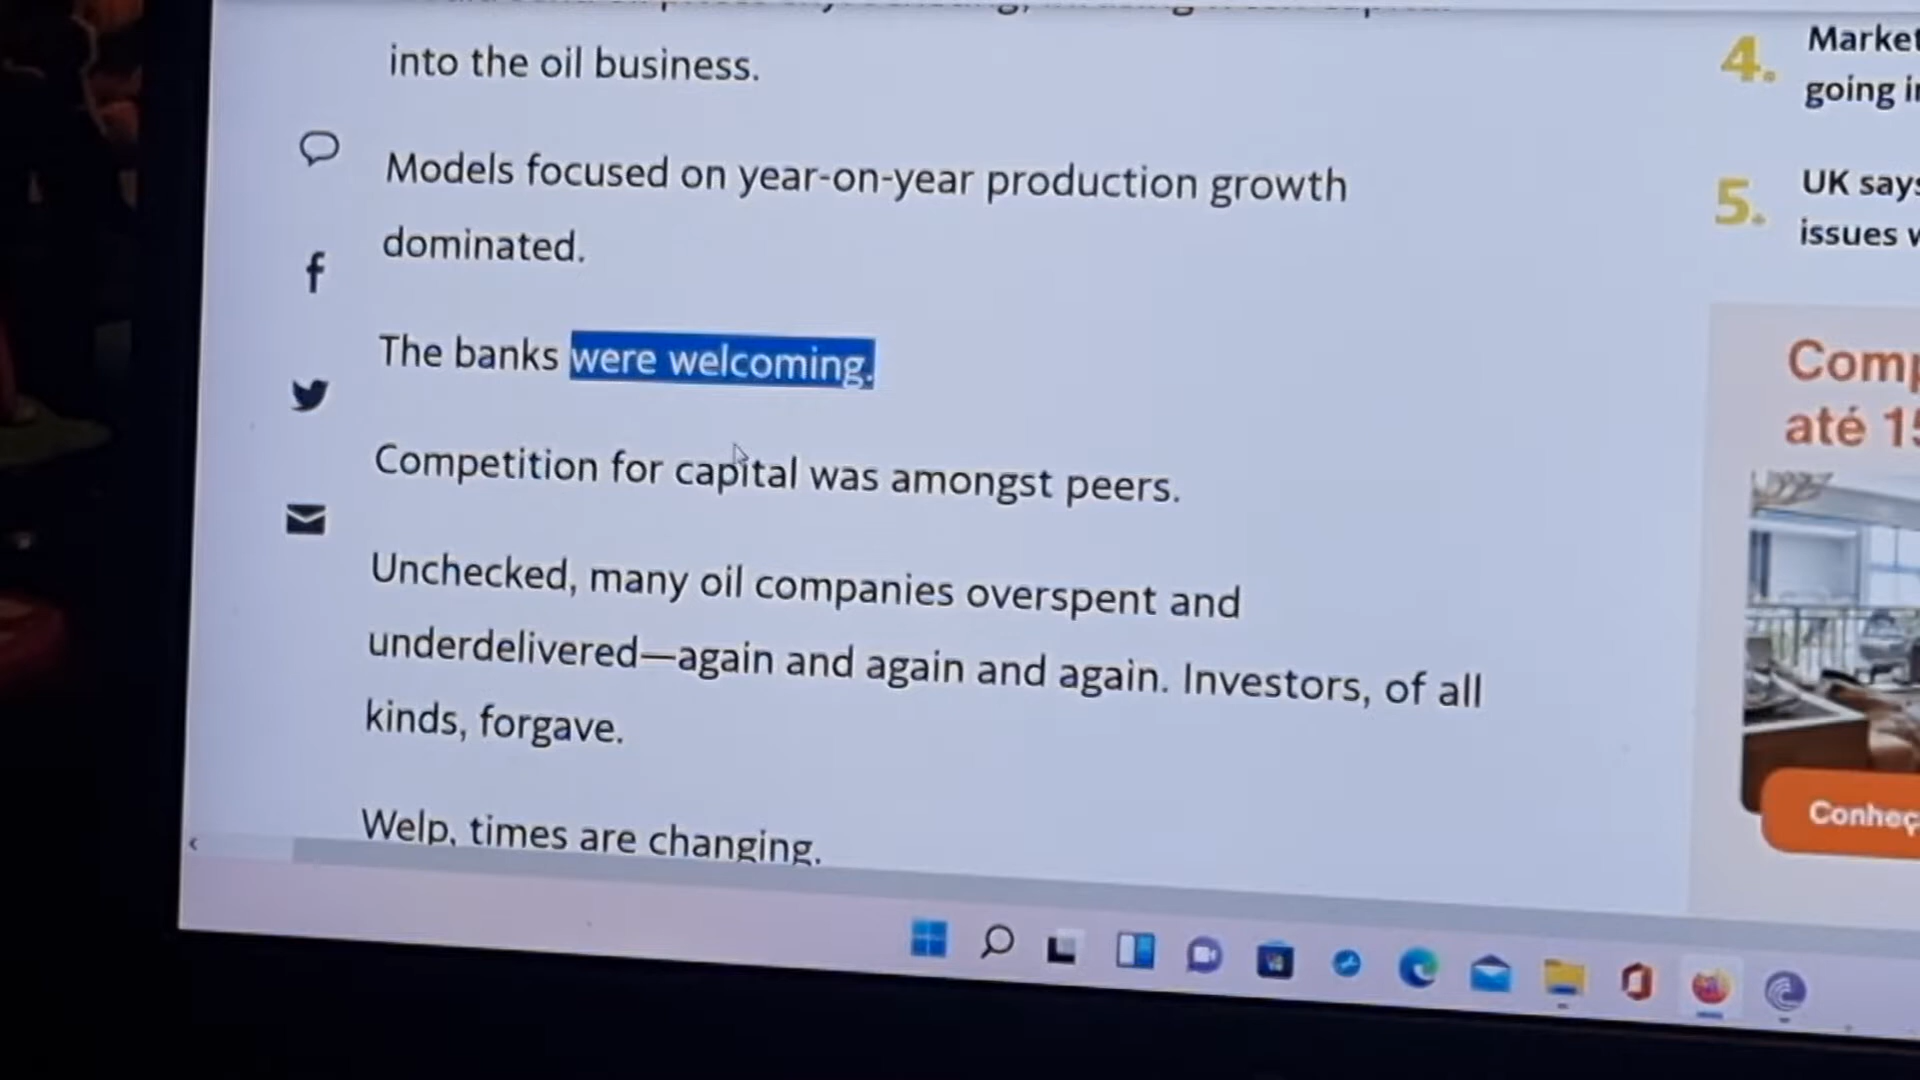 into the oil business.
Models focused on year-on-year production growth
dominated.
The banks were welcoming.
Competition for capital was amongst peers.
Unchecked, many oil companies overspent and
underdelivered—again and again and again. Investors, of all
kinds, forgave.
Welp, times are changing.
4.
Market
going
5.
UK says
issues
até 15